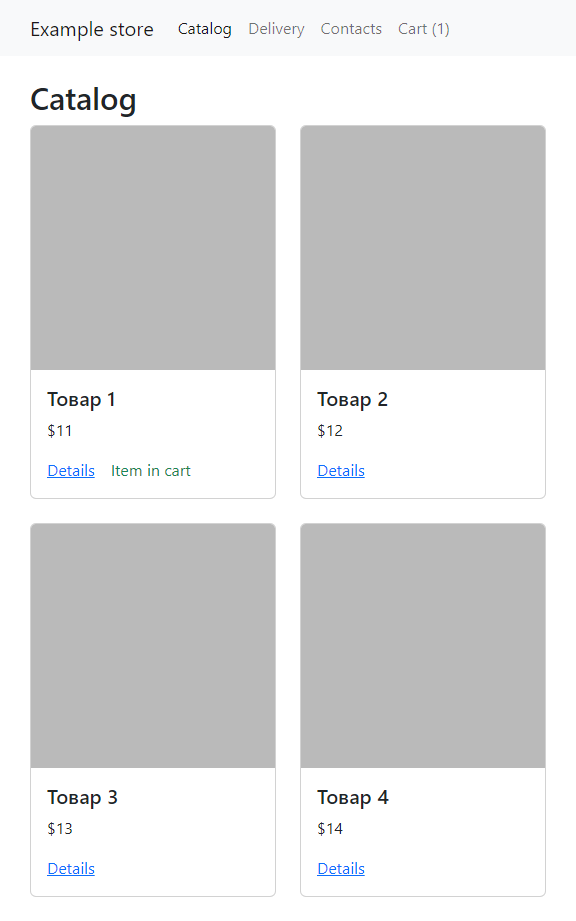 Example store Catalog Delivery Contacts Cart (1)
Catalog
Товар 1
$11
Details Item in cart
Товар 2
$12
Details
Товар 3
$13
Details
Товар 4
$14
Details